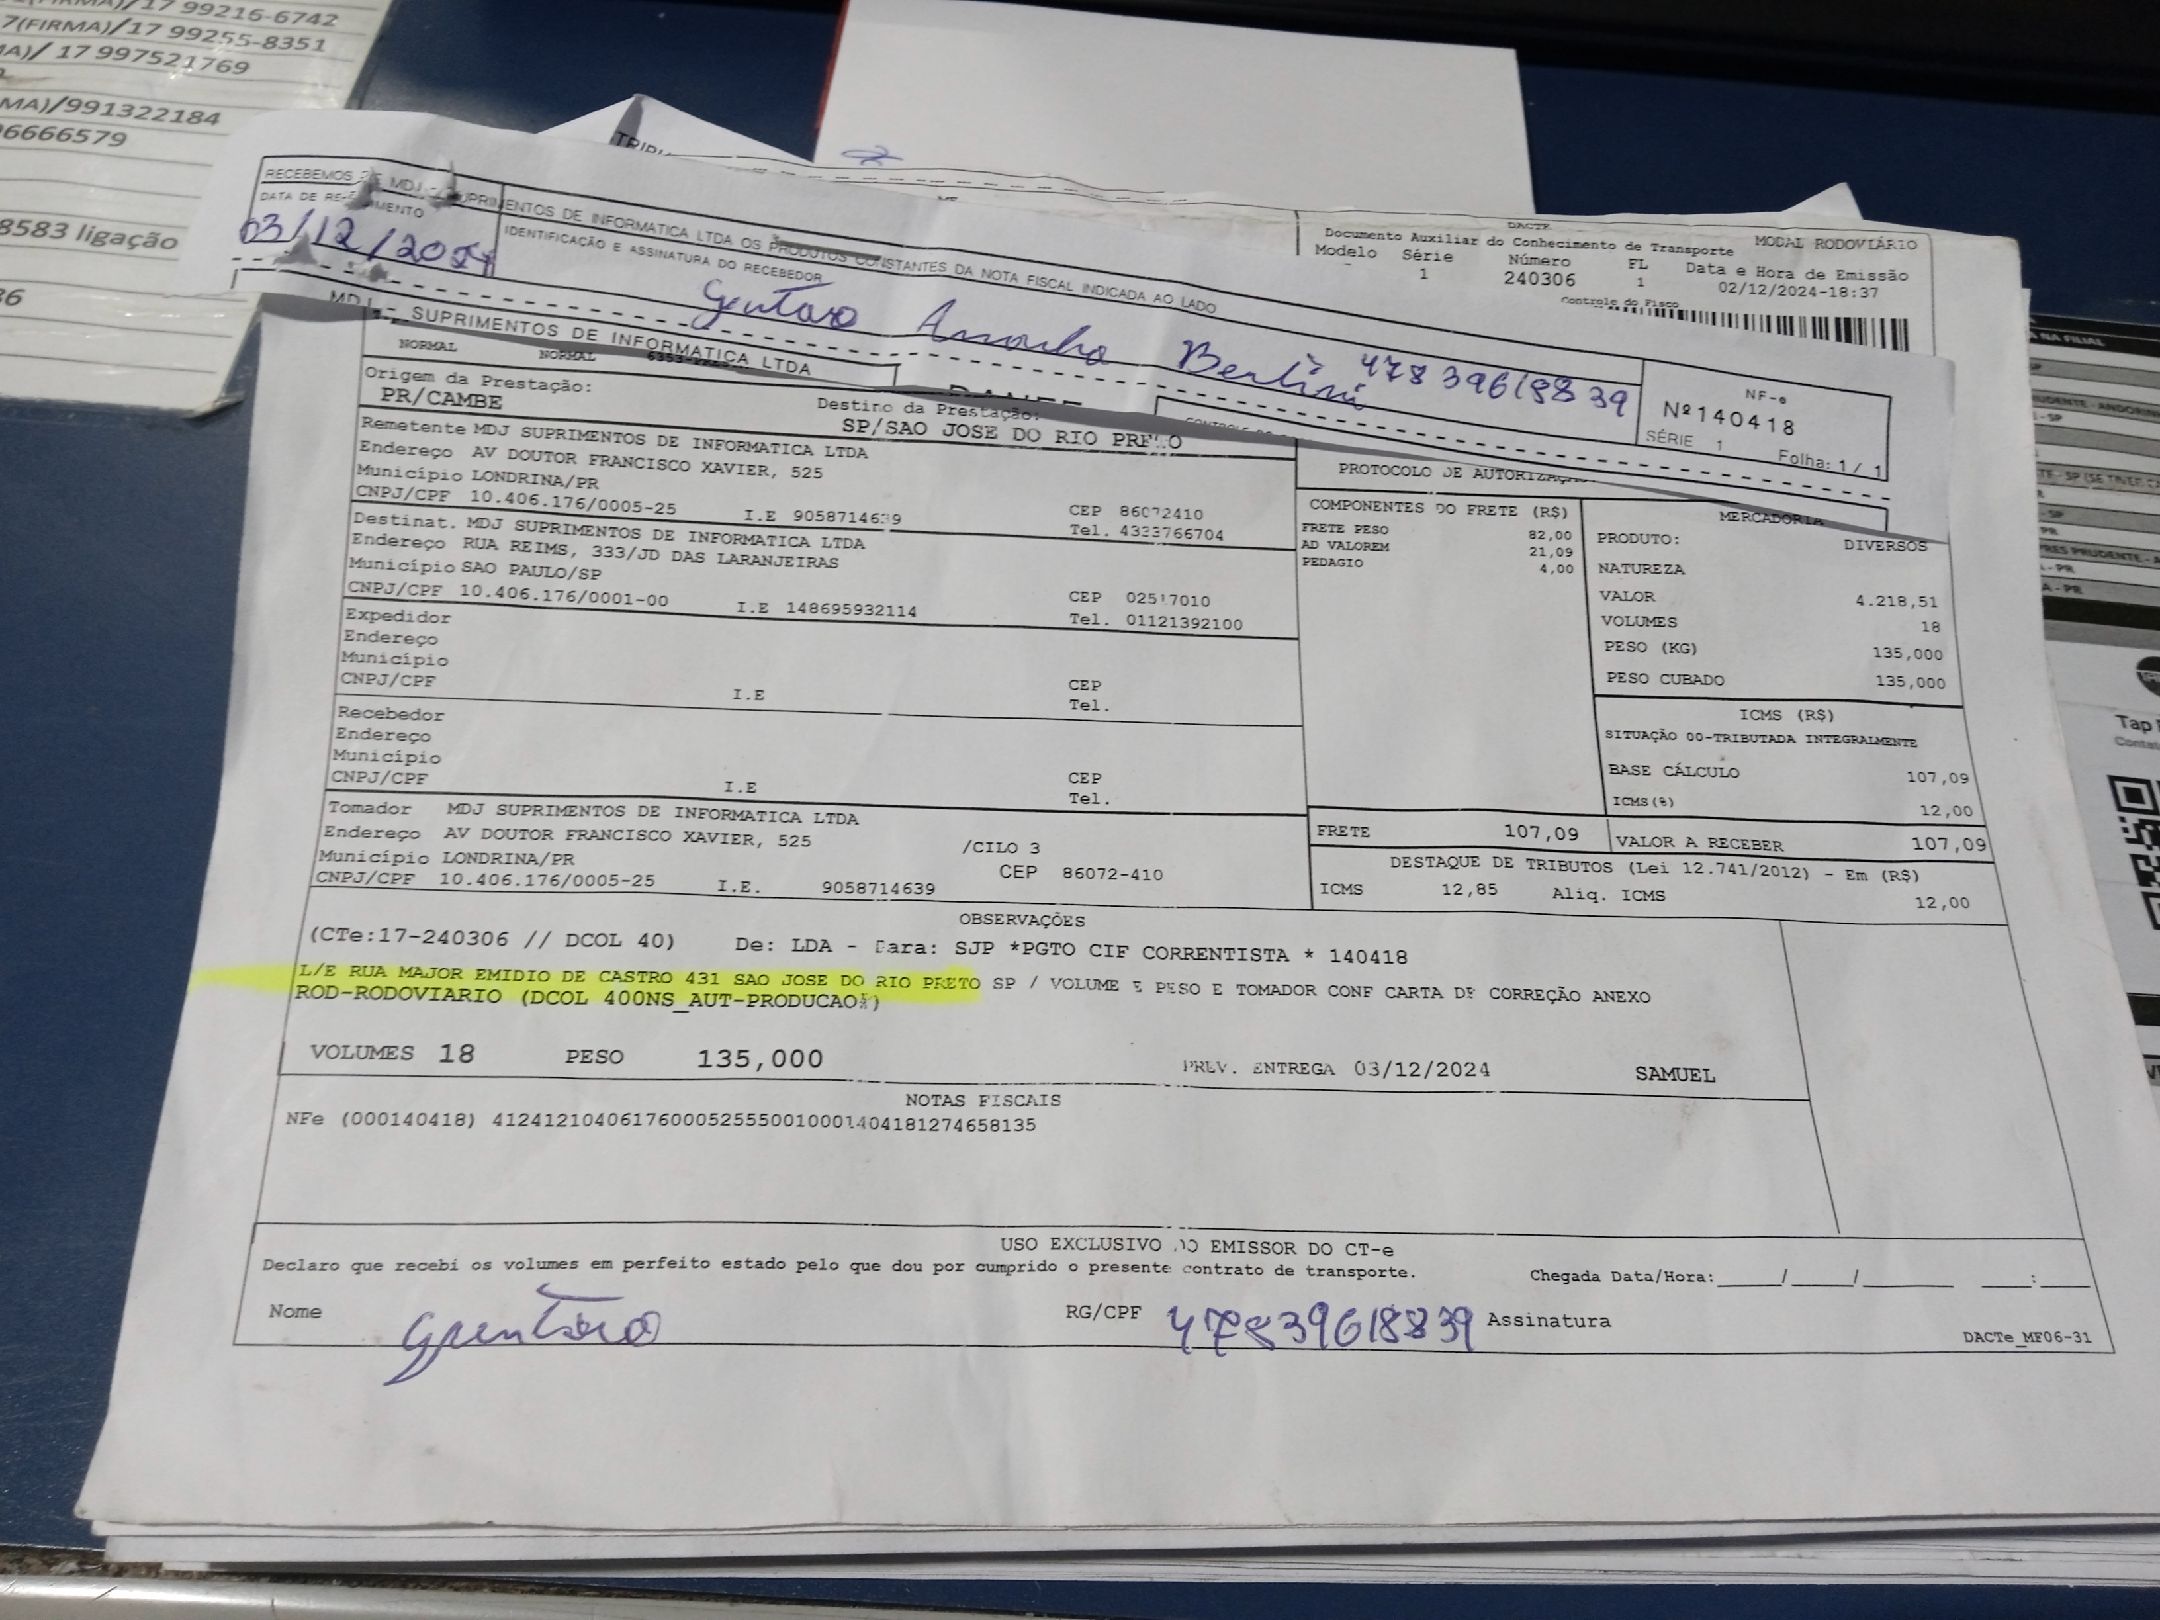 17 99216-6742
7(FIRMA)/17 99255-8351
MA)/ 17 997521769
MA)/991322184
06666579
8583 ligação
36
RECEBEMOS DE MDJ SUPRIMENTOS DE INFORMATICA LTDA OS PRODUTOS CONSTANTES DA NOTA FISCAL INDICADA AO LADO
DATA DE RECEBIMENTO
IDENTIFICAÇÃO E ASSINATURA DO RECEBEDOR
03/12/2024
47839618839
NF-e
Nº 140418
SÉRIE 1
Folha: 1 / 1
MDJ SUPRIMENTOS DE INFORMATICA LTDA
DACTE
Documento Auxiliar do Conhecimento de Transporte MODAL RODOVIÁRIO
Modelo Série Número FL Data e Hora de Emissão
1 240306 1 02/12/2024-18:37
Controle do Fisco
NORMAL NORMAL
Origem da Prestação: Destino da Prestação:
PR/CAMBE SP/SAO JOSE DO RIO PRETO
PROTOCOLO DE AUTORIZAÇÃ
Remetente MDJ SUPRIMENTOS DE INFORMATICA LTDA
Endereço AV DOUTOR FRANCISCO XAVIER, 525
Município LONDRINA/PR CEP 86072410
CNPJ/CPF 10.406.176/0005-25 I.E 9058714639 Tel. 4333766704
Destinat. MDJ SUPRIMENTOS DE INFORMATICA LTDA
Endereço RUA REIMS, 333/JD DAS LARANJEIRAS
Município SAO PAULO/SP CEP 02517010
CNPJ/CPF 10.406.176/0001-00 I.E 148695932114 Tel. 01121392100
Expedidor
Endereço
Município CEP
CNPJ/CPF I.E Tel.
Recebedor
Endereço
Município CEP
CNPJ/CPF I.E Tel.
Tomador MDJ SUPRIMENTOS DE INFORMATICA LTDA
Endereço AV DOUTOR FRANCISCO XAVIER, 525 /CILO 3
Município LONDRINA/PR CEP 86072-410
CNPJ/CPF 10.406.176/0005-25 I.E. 9058714639
COMPONENTES DO FRETE (R$)
FRETE PESO 82,00
AD VALOREM 21,09
PEDAGIO 4,00
MERCADORIA
PRODUTO: DIVERSOS
NATUREZA
VALOR 4.218,51
VOLUMES 18
PESO (KG) 135,000
PESO CUBADO 135,000
ICMS (R$)
SITUAÇÃO 00-TRIBUTADA INTEGRALMENTE
BASE CÁLCULO 107,09
ICMS(%) 12,00
FRETE 107,09 VALOR A RECEBER 107,09
DESTAQUE DE TRIBUTOS (Lei 12.741/2012) - Em (R$)
ICMS 12,85 Aliq. ICMS 12,00
OBSERVAÇÕES
(CTe:17-240306 // DCOL 40) De: LDA - Para: SJP *PGTO CIF CORRENTISTA * 140418
L/E RUA MAJOR EMIDIO DE CASTRO 431 SAO JOSE DO RIO PRETO SP / VOLUME E PESO E TOMADOR CONF CARTA DE CORREÇÃO ANEXO
ROD-RODOVIARIO (DCOL 400NS_AUT-PRODUCAO)
VOLUMES 18 PESO 135,000 PREV. ENTREGA 03/12/2024 SAMUEL
NOTAS FISCAIS
NFe (000140418) 41241210406176000525550010001404181274658135
USO EXCLUSIVO DO EMISSOR DO CT-e
Declaro que recebi os volumes em perfeito estado pelo que dou por cumprido o presente contrato de transporte. Chegada Data/Hora:____/____/______ ___:____
Nome RG/CPF 47839618839 Assinatura
DACTe_MF06-31